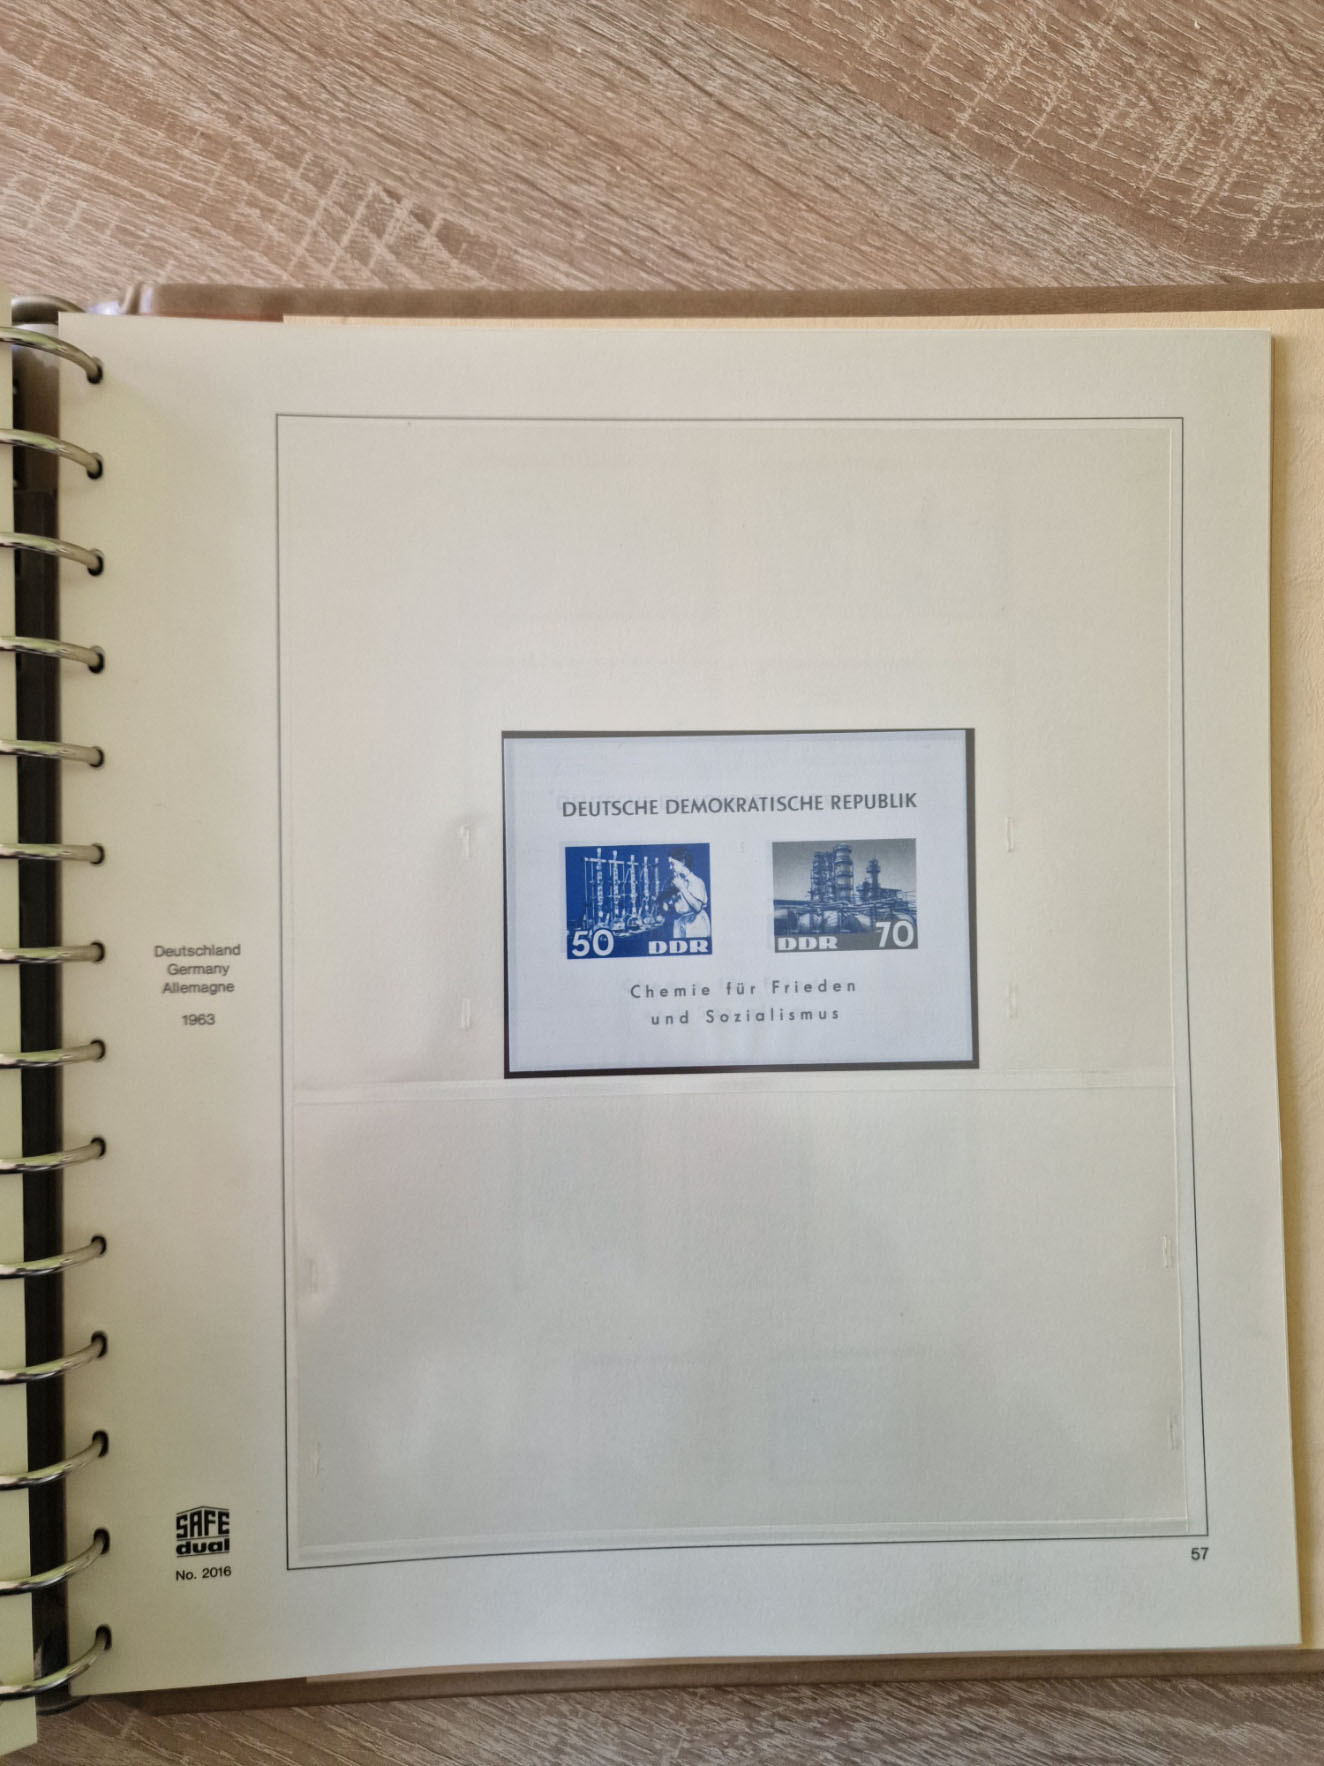 DEUTSCHE DEMOKRATISCHE REPUBLIK
50 DDR
DDR 70
Chemie für Frieden
und Sozialismus
Deutschland
Germany
Allemagne
1963
SAFE
dual
No. 2016
57